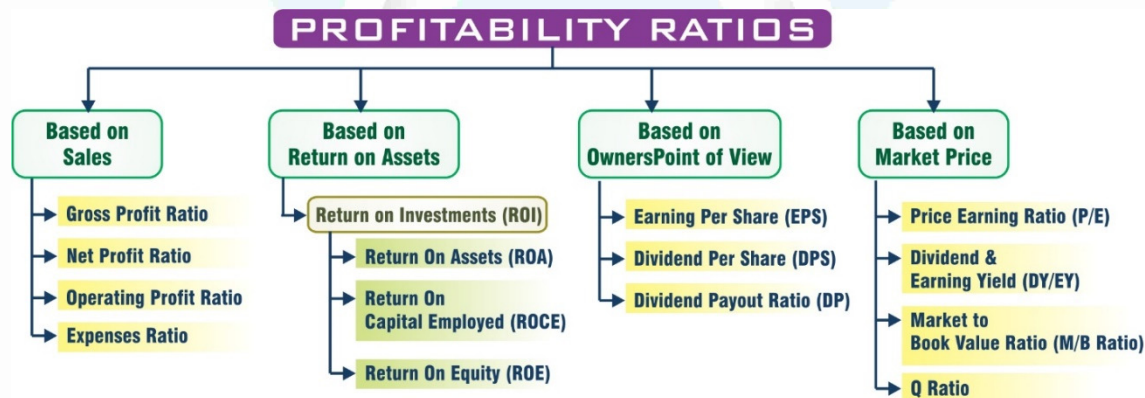 PROFITABILITY RATIOS
Based on
Sales
Gross Profit Ratio
Net Profit Ratio
Operating Profit Ratio
Expenses Ratio
Based on
Return on Assets
Return on Investments (ROI)
Return On Assets (ROA)
Return On
Capital Employed (ROCE)
Return On Equity (ROE)
Based on
OwnersPoint of View
Earning Per Share (EPS)
Dividend Per Share (DPS)
Dividend Payout Ratio (DP)
Based on
Market Price
Price Earning Ratio (P/E)
Dividend &
Earning Yield (DY/EY)
Market to
Book Value Ratio (M/B Ratio)
Q Ratio